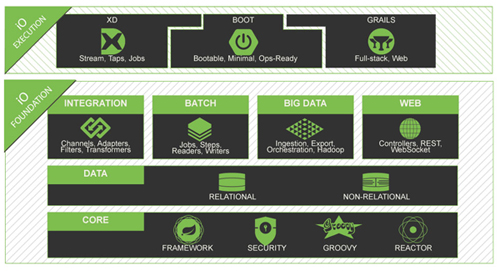 iO
EXECUTION
XD
Stream, Taps, Jobs
BOOT
Bootable, Minimal, Ops-Ready
GRAILS
Full-stack, Web
iO
FOUNDATION
INTEGRATION
Channels, Adapters,
Filters, Transformers
BATCH
Jobs, Steps,
Readers, Writers
BIG DATA
Ingestion, Export,
Orchestration, Hadoop
WEB
Controllers, REST,
WebSocket
DATA
RELATIONAL
NON-RELATIONAL
CORE
FRAMEWORK
SECURITY
Groovy
GROOVY
REACTOR